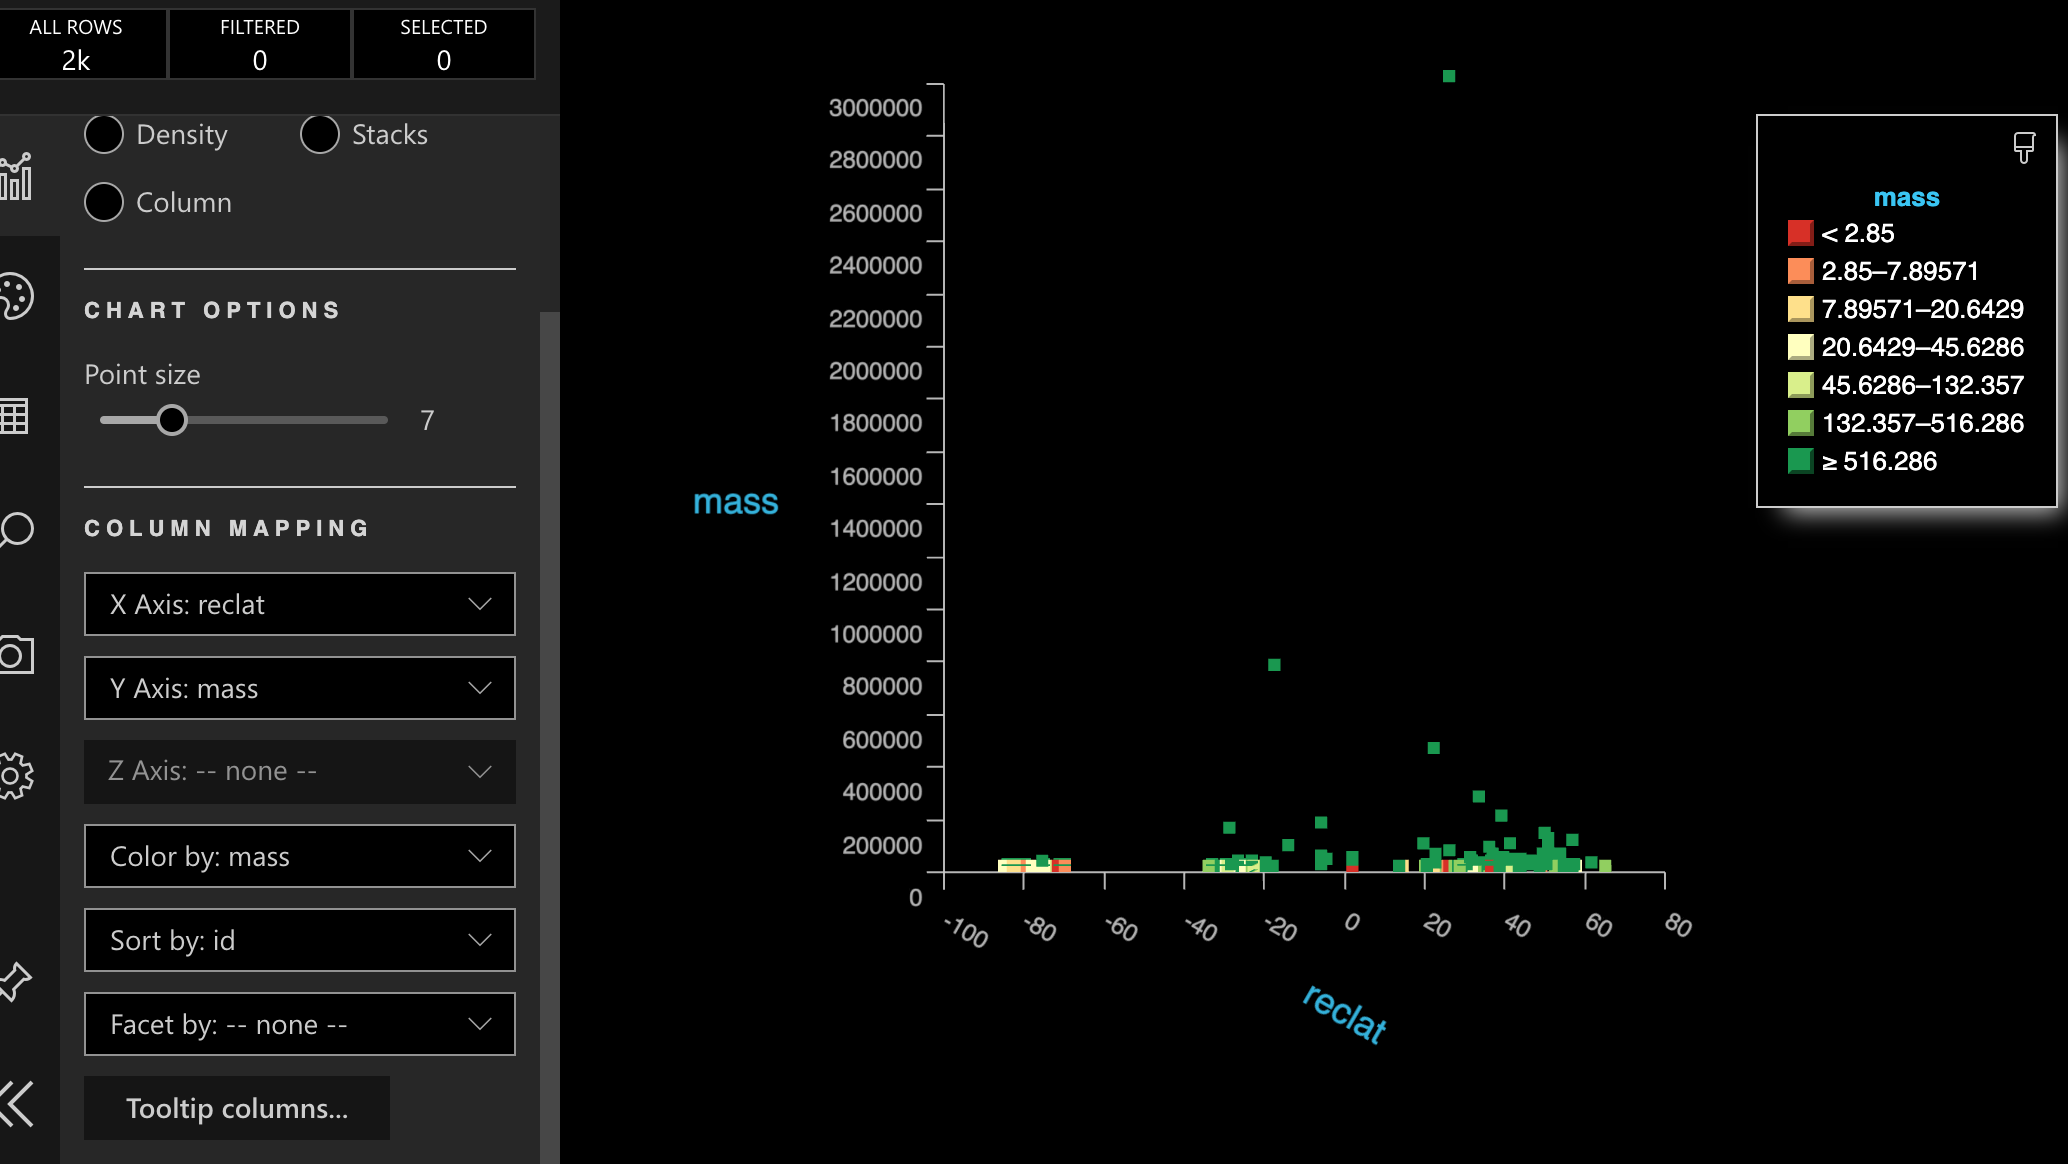 ALL ROWS
2k
FILTERED
0
SELECTED
0
Density
Stacks
Column
CHART OPTIONS
Point size
7
COLUMN MAPPING
X Axis: reclat
Y Axis: mass
Z Axis: -- none --
Color by: mass
Sort by: id
Facet by: -- none --
Tooltip columns...
mass
3000000
2800000
2600000
2400000
2200000
2000000
1800000
1600000
1400000
1200000
1000000
800000
600000
400000
200000
0
-100
-80
-60
-40
-20
0
20
40
60
80
reclat
mass
< 2.85
2.85–7.89571
7.89571–20.6429
20.6429–45.6286
45.6286–132.357
132.357–516.286
≥ 516.286